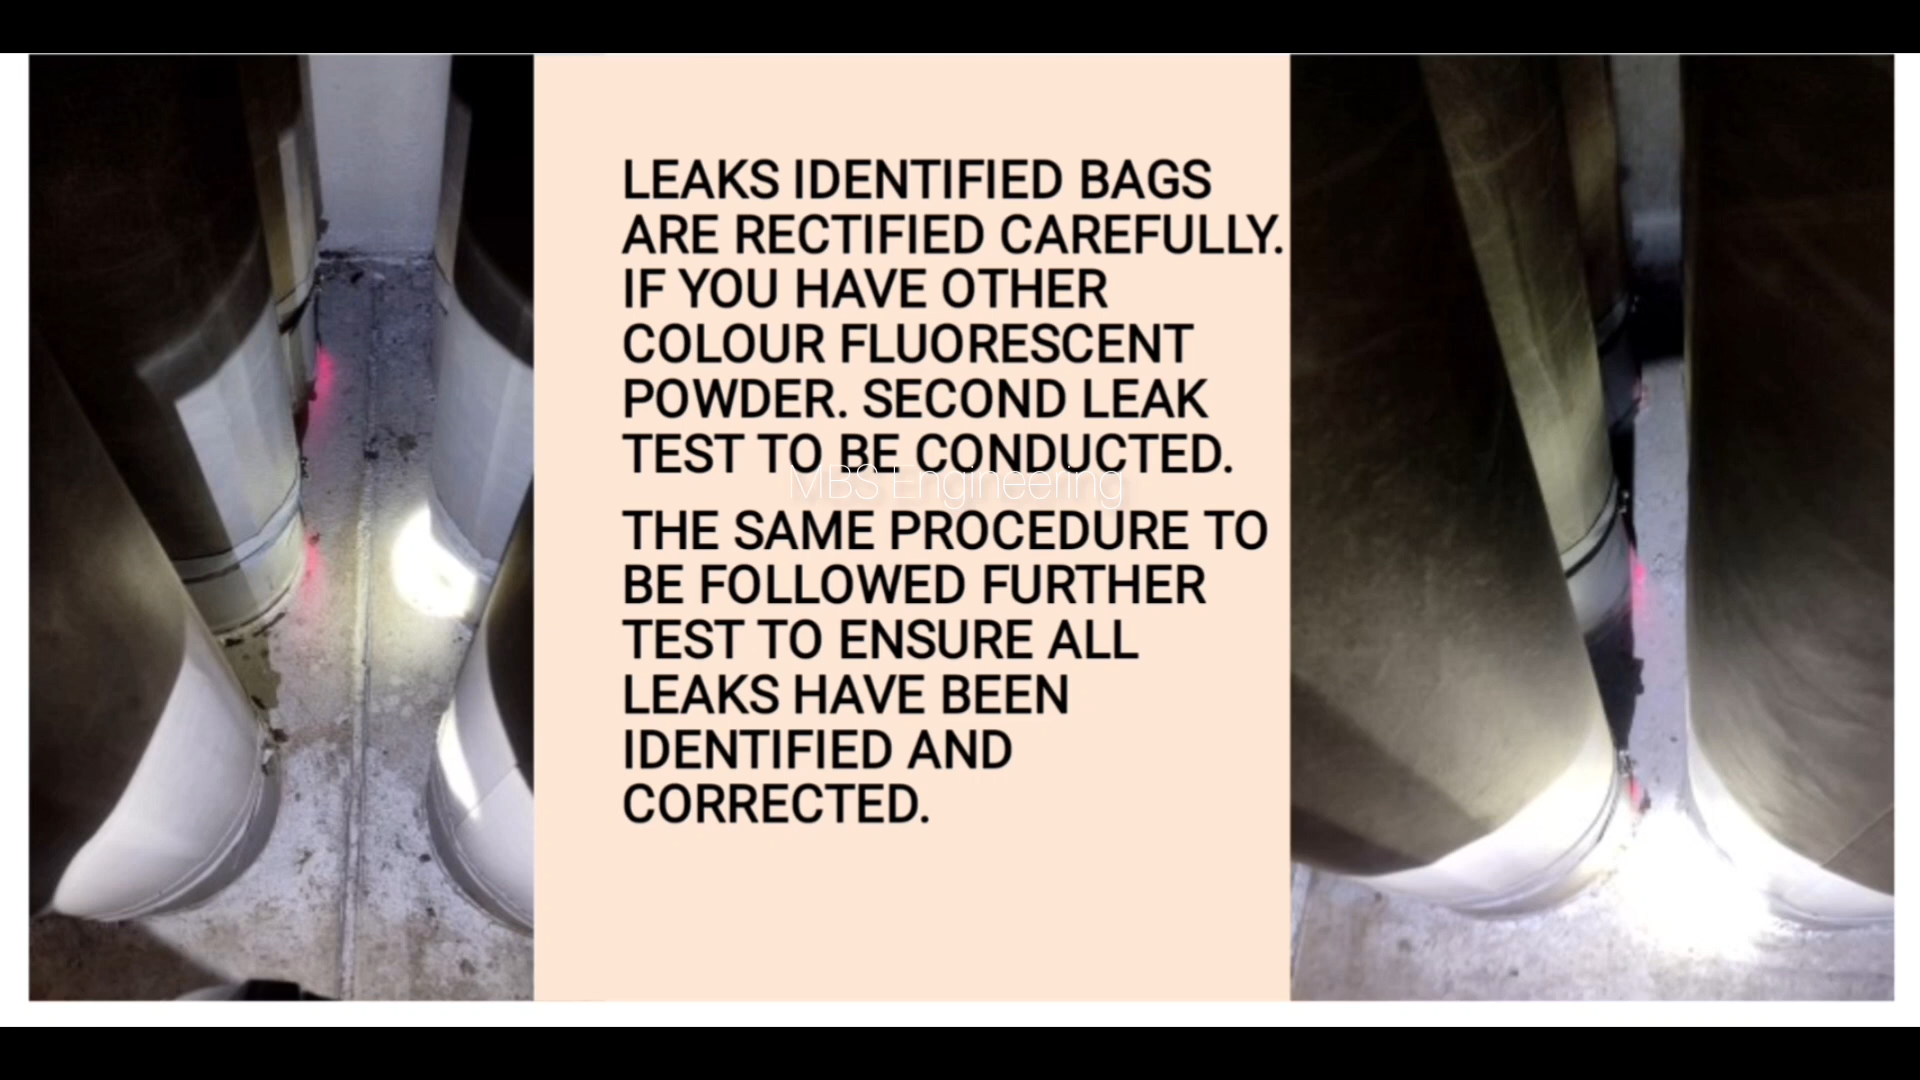 LEAKS IDENTIFIED BAGS
ARE RECTIFIED CAREFULLY.
IF YOU HAVE OTHER
COLOUR FLUORESCENT
POWDER. SECOND LEAK
TEST TO BE CONDUCTED.
MBS Engineering
THE SAME PROCEDURE TO
BE FOLLOWED FURTHER
TEST TO ENSURE ALL
LEAKS HAVE BEEN
IDENTIFIED AND
CORRECTED.